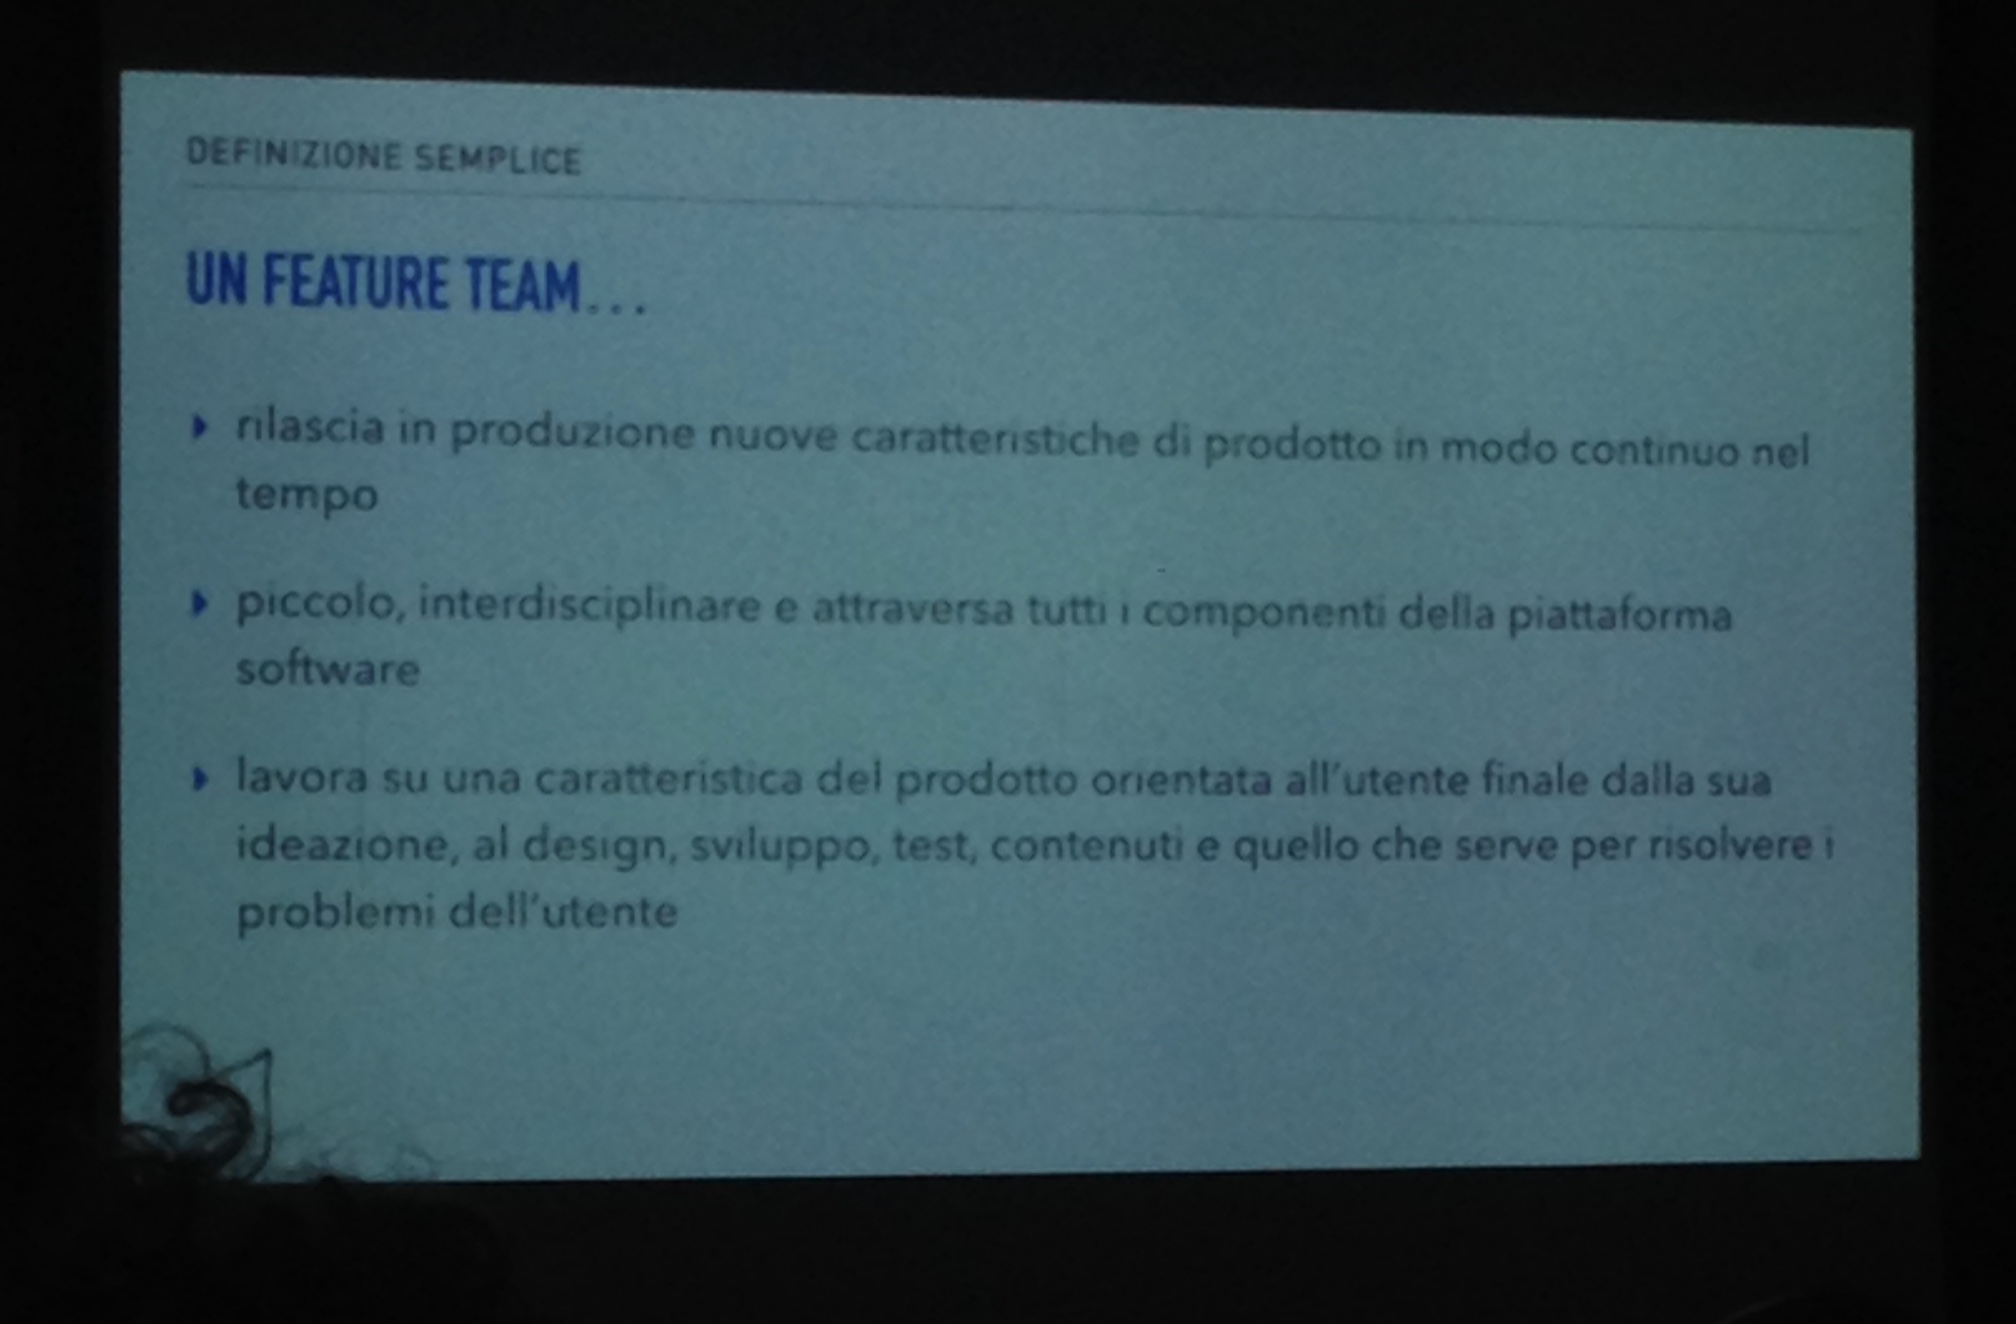 DEFINIZIONE SEMPLICE
UN FEATURE TEAM...
rilascia in produzione nuove caratteristiche di prodotto in modo continuo nel
tempo
piccolo, interdisciplinare e attraversa tutti i componenti della piattaforma
software
lavora su una caratteristica del prodotto orientata all'utente finale dalla sua
ideazione, al design, sviluppo, test, contenuti e quello che serve per risolvere i
problemi dell'utente